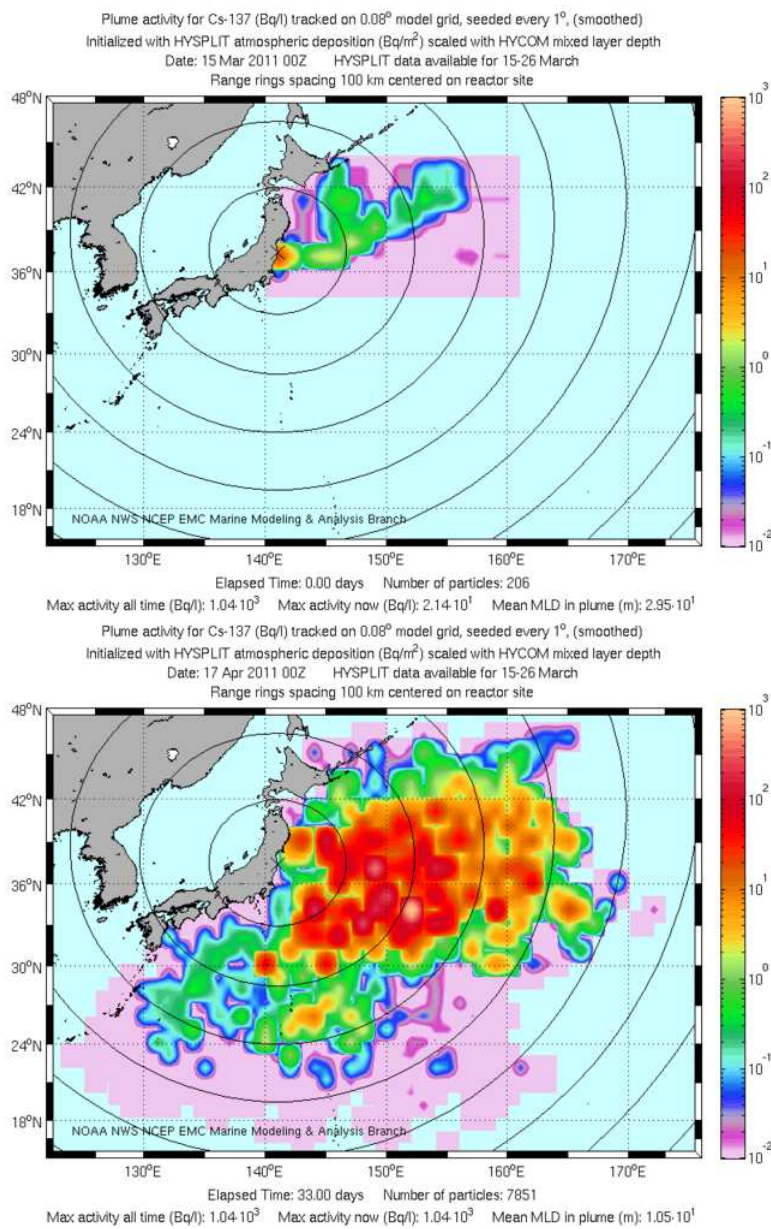 Plume activity for Cs-137 (Bq/l) tracked on 0.08° model grid, seeded every 1°, (smoothed)
Initialized with HYSPLIT atmospheric deposition (Bq/m²) scaled with HYCOM mixed layer depth
Date: 15 Mar 2011 00Z HYSPLIT data available for 15-26 March
Range rings spacing 100 km centered on reactor site
48°N
42°N
36°N
30°N
24°N
18°N
NOAA NWS NCEP EMC Marine Modeling & Analysis Branch
130°E 140°E 150°E 160°E 170°E
10³
10²
10¹
10⁰
10⁻¹
10⁻²
Elapsed Time: 0.00 days Number of particles: 206
Max activity all time (Bq/l): 1.04·10³ Max activity now (Bq/l): 2.14·10¹ Mean MLD in plume (m): 2.95·10¹
Plume activity for Cs-137 (Bq/l) tracked on 0.08° model grid, seeded every 1°, (smoothed)
Initialized with HYSPLIT atmospheric deposition (Bq/m²) scaled with HYCOM mixed layer depth
Date: 17 Apr 2011 00Z HYSPLIT data available for 15-26 March
Range rings spacing 100 km centered on reactor site
48°N
42°N
36°N
30°N
24°N
18°N
NOAA NWS NCEP EMC Marine Modeling & Analysis Branch
130°E 140°E 150°E 160°E 170°E
10³
10²
10¹
10⁰
10⁻¹
10⁻²
Elapsed Time: 33.00 days Number of particles: 7851
Max activity all time (Bq/l): 1.04·10³ Max activity now (Bq/l): 1.04·10³ Mean MLD in plume (m): 1.05·10¹